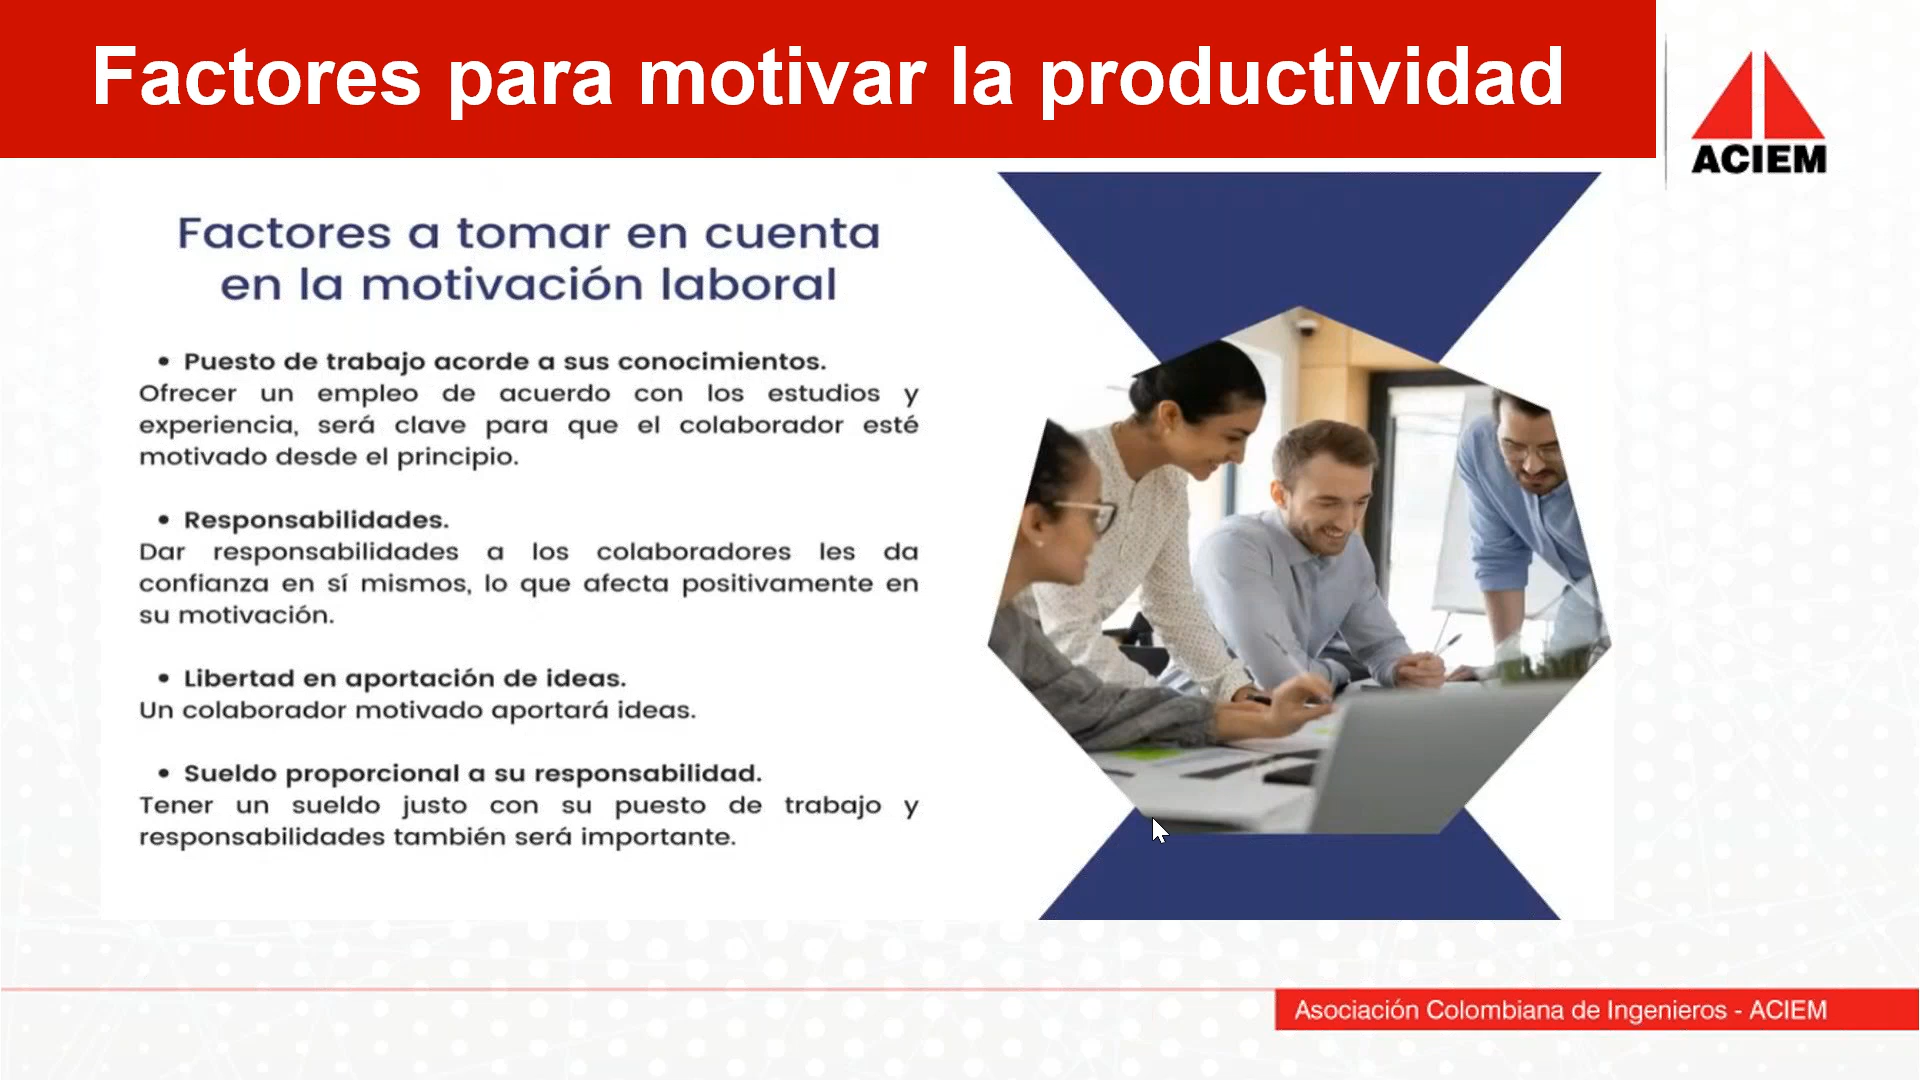 Factores para motivar la productividad
ACIEM
Factores a tomar en cuenta
en la motivación laboral
• Puesto de trabajo acorde a sus conocimientos.
Ofrecer un empleo de acuerdo con los estudios y
experiencia, será clave para que el colaborador esté
motivado desde el principio.
• Responsabilidades.
Dar responsabilidades a los colaboradores les da
confianza en sí mismos, lo que afecta positivamente en
su motivación.
• Libertad en aportación de ideas.
Un colaborador motivado aportará ideas.
• Sueldo proporcional a su responsabilidad.
Tener un sueldo justo con su puesto de trabajo y
responsabilidades también será importante.
Asociación Colombiana de Ingenieros - ACIEM